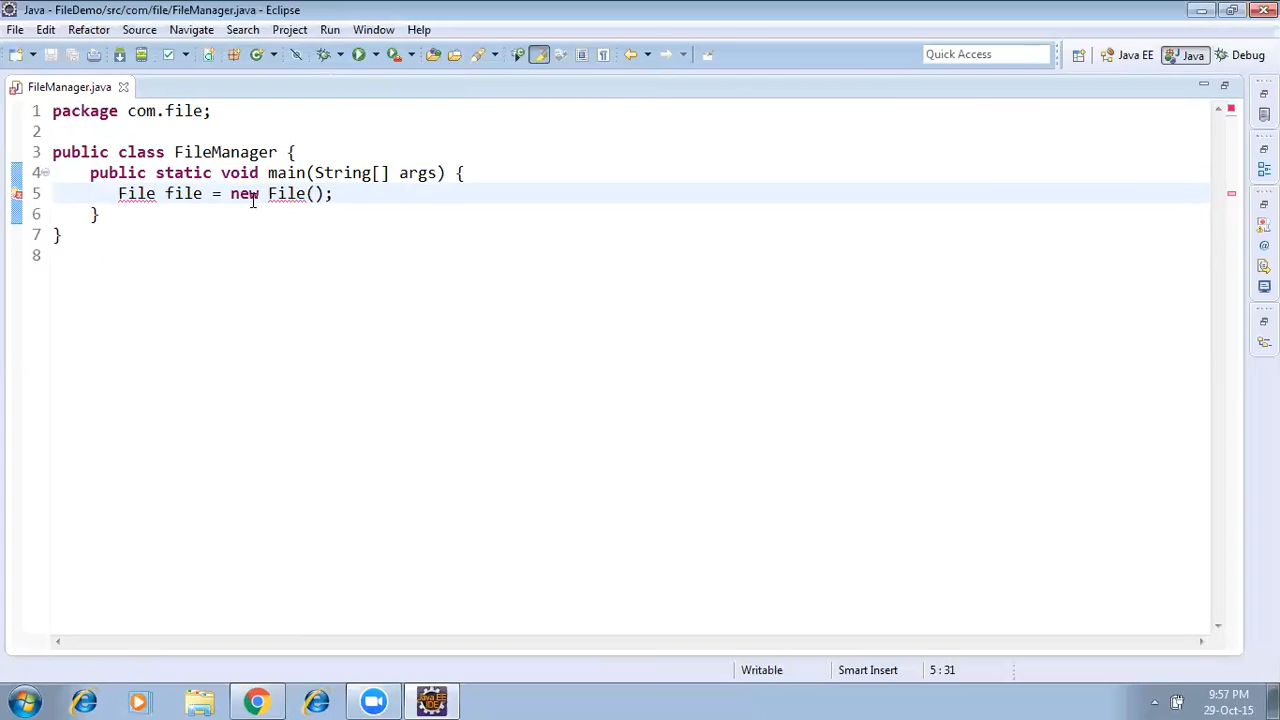 Java - FileDemo/src/com/file/FileManager.java - Eclipse
File Edit Refactor Source Navigate Search Project Run Window Help
Quick Access Java EE Java Debug
FileManager.java
1 package com.file;
2
3 public class FileManager {
4 public static void main(String[] args) {
5 File file = new File();
6 }
7 }
8
Writable Smart Insert 5 : 31
Java EE IDE
9:57 PM
29-Oct-15